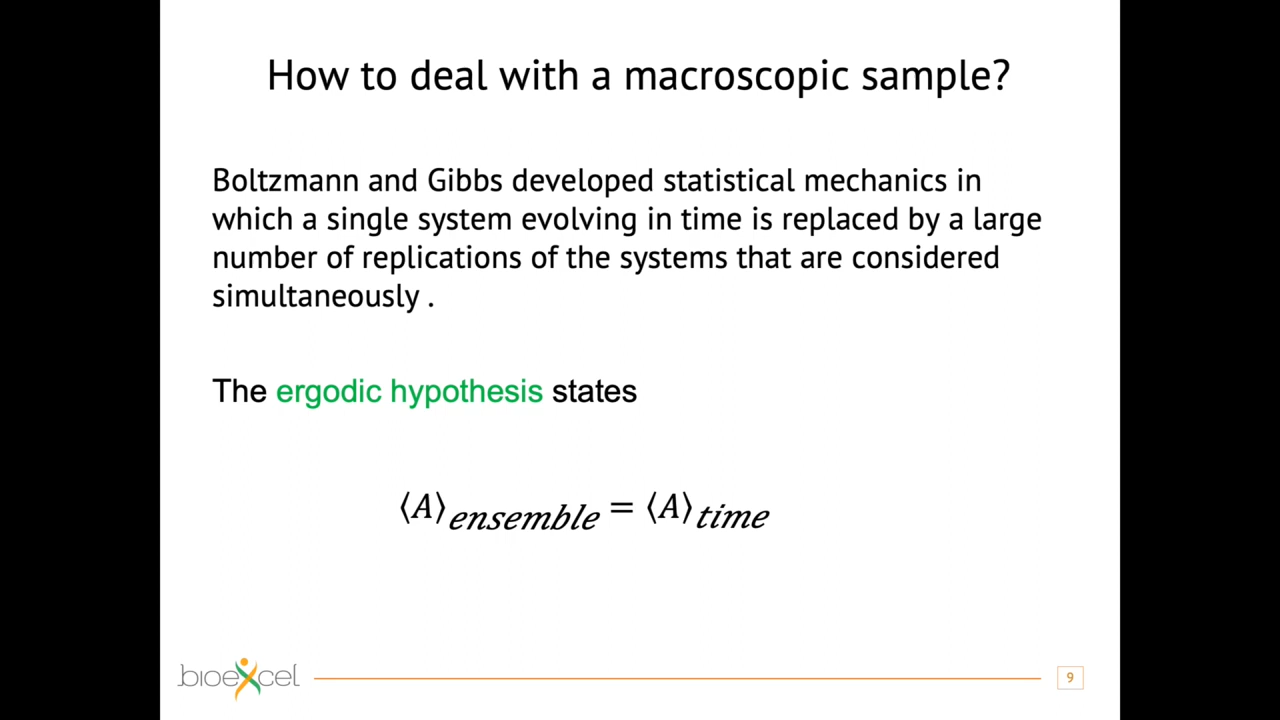 How to deal with a macroscopic sample?
Boltzmann and Gibbs developed statistical mechanics in
which a single system evolving in time is replaced by a large
number of replications of the systems that are considered
simultaneously .
The ergodic hypothesis states
⟨A⟩ensemble = ⟨A⟩time
bioexcel
9